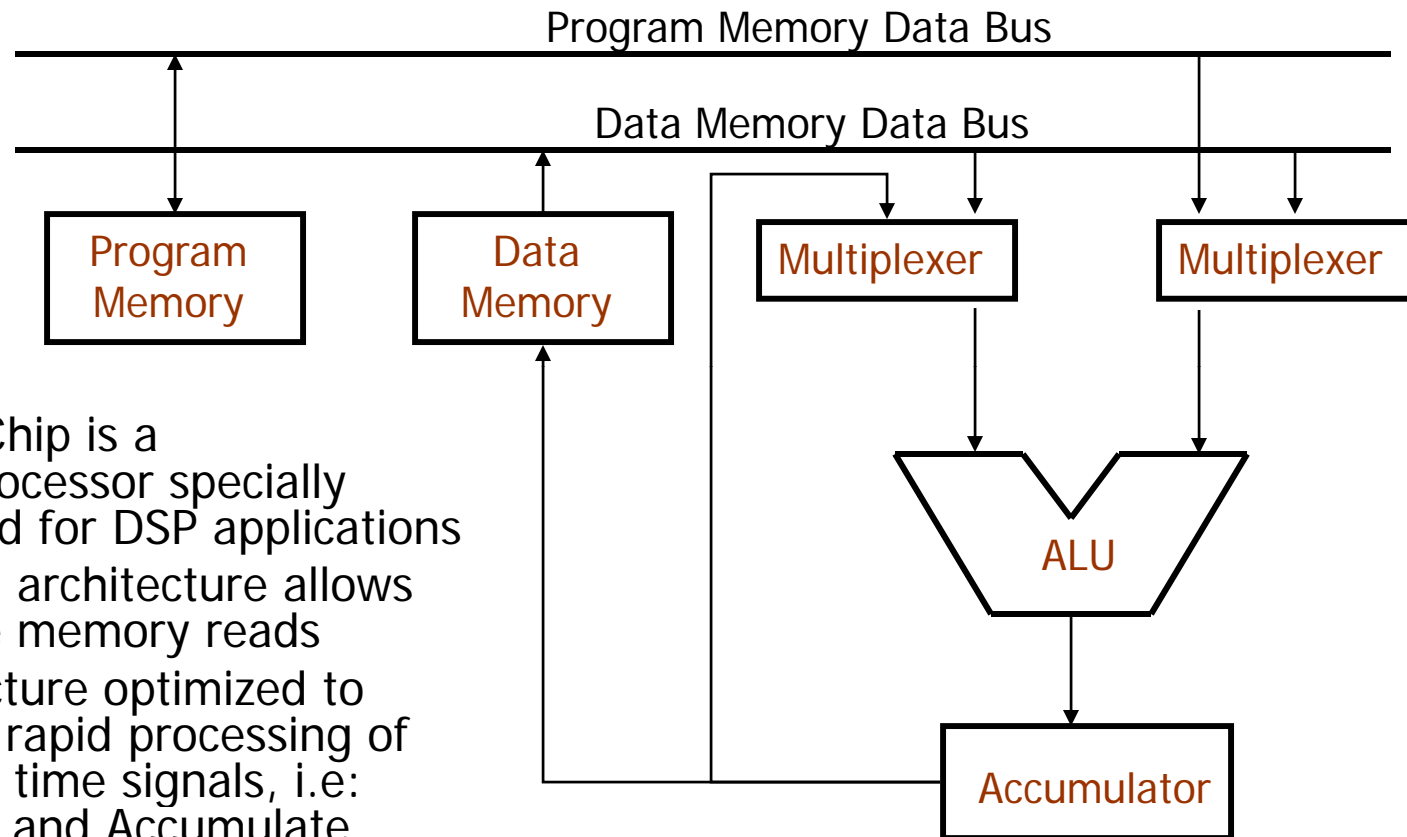 Program Memory Data Bus
Data Memory Data Bus
Program
Memory
Data
Memory
Multiplexer
Multiplexer
Chip is a
ocessor specially
d for DSP applications
architecture allows
memory reads
cture optimized to
rapid processing of
time signals, i.e:
and Accumulate
ALU
Accumulator